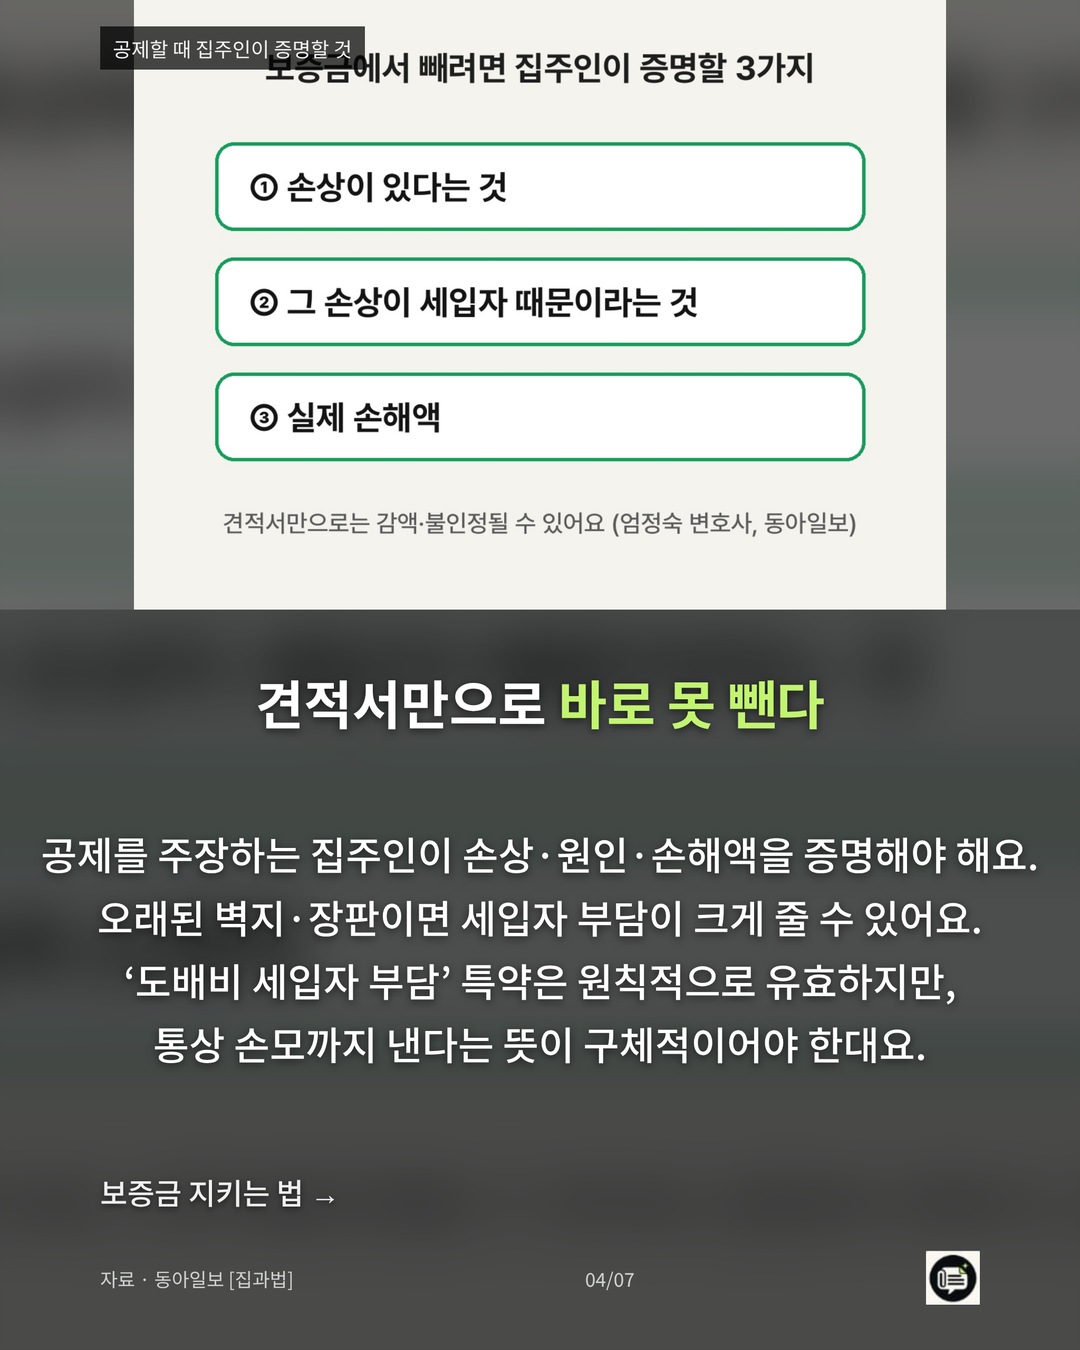 공제할 때 집주인이 증명할 것
보증금에서 빼려면 집주인이 증명할 3가지
① 손상이 있다는 것
② 그 손상이 세입자 때문이라는 것
③ 실제 손해액
견적서만으로는 감액·불인정될 수 있어요 (엄정숙 변호사, 동아일보)
견적서만으로 바로 못 뺀다
공제를 주장하는 집주인이 손상·원인·손해액을 증명해야 해요.
오래된 벽지·장판이면 세입자 부담이 크게 줄 수 있어요.
‘도배비 세입자 부담’ 특약은 원칙적으로 유효하지만,
통상 손모까지 낸다는 뜻이 구체적이어야 한대요.
보증금 지키는 법 →
자료 · 동아일보 [집과법]
04/07